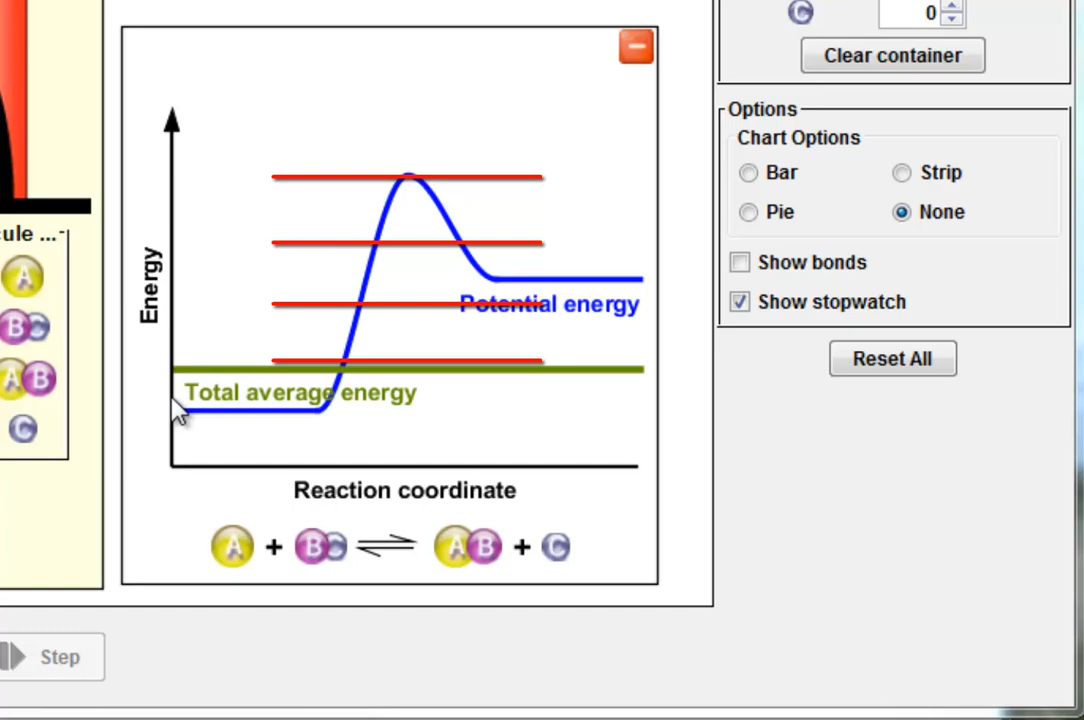 C 0
Clear container
Options
Chart Options
Bar Strip
Pie None
Show bonds
Show stopwatch
Reset All
cule ...
A
B C
A B
C
Energy
Potential energy
Total average energy
Reaction coordinate
A + B C ⇌ A B + C
Step